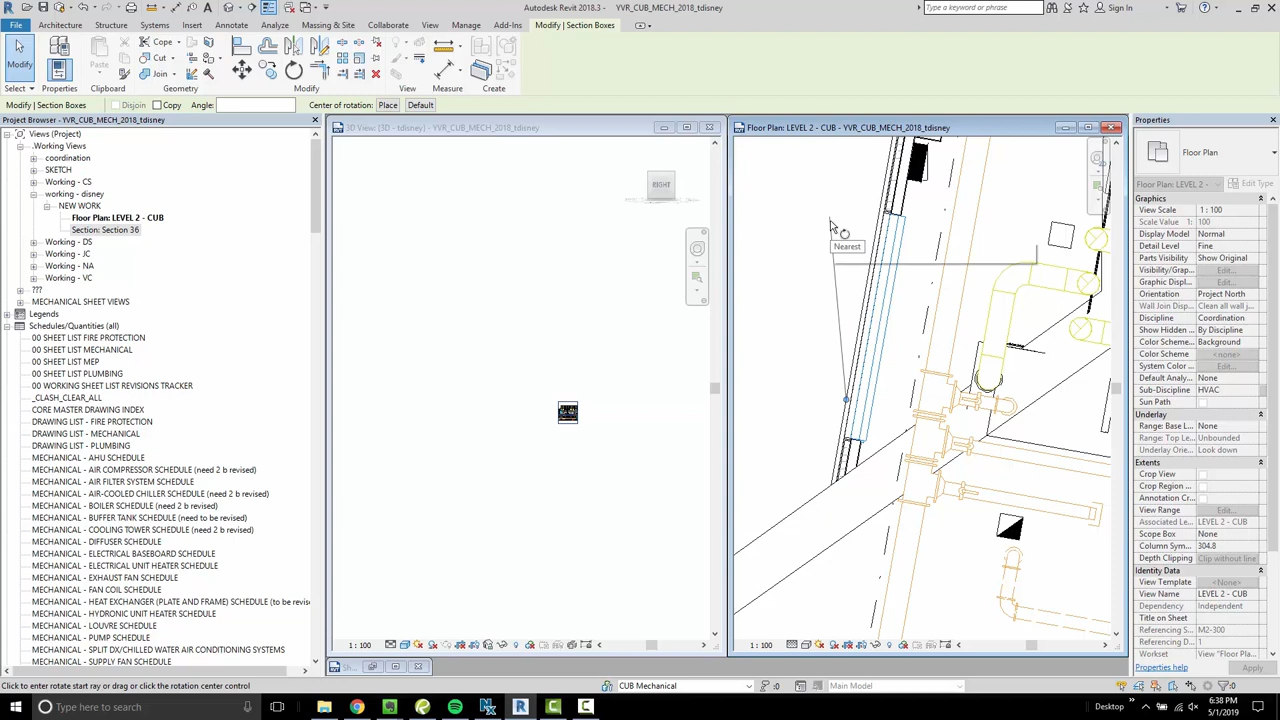 Autodesk Revit 2018.3 - YVR_CUB_MECH_2018_tdisney
Type a keyword or phrase
Sign In
File Architecture Structure Systems Insert Annotate Analyze Massing & Site Collaborate View Manage Add-Ins Modify | Section Boxes
Modify
Paste
Cope
Cut
Join
Select Properties Clipboard Geometry Modify View Measure Create
Modify | Section Boxes Disjoin Copy Angle: Center of rotation: Place Default
Project Browser - YVR_CUB_MECH_2018_tdisney
Views (Project)
.Working Views
coordination
SKETCH
Working - CS
working - disney
NEW WORK
Floor Plan: LEVEL 2 - CUB
Section: Section 36
Working - DS
Working - JC
Working - NA
Working - VC
???
MECHANICAL SHEET VIEWS
Legends
Schedules/Quantities (all)
00 SHEET LIST FIRE PROTECTION
00 SHEET LIST MECHANICAL
00 SHEET LIST MEP
00 SHEET LIST PLUMBING
00 WORKING SHEET LIST REVISIONS TRACKER
_CLASH_CLEAR_ALL
CORE MASTER DRAWING INDEX
DRAWING LIST - FIRE PROTECTION
DRAWING LIST - MECHANICAL
DRAWING LIST - PLUMBING
MECHANICAL - AHU SCHEDULE
MECHANICAL - AIR COMPRESSOR SCHEDULE (need 2 b revised)
MECHANICAL - AIR FILTER SYSTEM SCHEDULE
MECHANICAL - AIR-COOLED CHILLER SCHEDULE (need 2 b revised)
MECHANICAL - BOILER SCHEDULE (need 2 b revised)
MECHANICAL - BUFFER TANK SCHEDULE (need to be revised)
MECHANICAL - COOLING TOWER SCHEDULE (need 2 b revised)
MECHANICAL - DIFFUSER SCHEDULE
MECHANICAL - ELECTRICAL BASEBOARD SCHEDULE
MECHANICAL - ELECTRICAL UNIT HEATER SCHEDULE
MECHANICAL - EXHAUST FAN SCHEDULE
MECHANICAL - FAN COIL SCHEDULE
MECHANICAL - HEAT EXCHANGER (PLATE AND FRAME) SCHEDULE (to be revis
MECHANICAL - HYDRONIC UNIT HEATER SCHEDULE
MECHANICAL - LOUVRE SCHEDULE
MECHANICAL - PUMP SCHEDULE
MECHANICAL - SPLIT DX/CHILLED WATER AIR CONDITIONING SYSTEMS
MECHANICAL - SUPPLY FAN SCHEDULE
3D View: {3D - tdisney} - YVR_CUB_MECH_2018_tdisney
RIGHT
1 : 100
Sh...
Floor Plan: LEVEL 2 - CUB - YVR_CUB_MECH_2018_tdisney
Nearest
1 : 100
Properties
Floor Plan
Floor Plan: LEVEL 2 - Edit Type
Graphics
View Scale 1 : 100
Scale Value 1: 100
Display Model Normal
Detail Level Fine
Parts Visibility Show Original
Visibility/Grap... Edit...
Graphic Displ... Edit...
Orientation Project North
Wall Join Displ... Clean all wall j...
Discipline Coordination
Show Hidden ... By Discipline
Color Scheme... Background
Color Scheme <none>
System Color ... Edit...
Default Analy... None
Sub-Discipline HVAC
Sun Path
Underlay
Range: Base L... None
Range: Top Le... Unbounded
Underlay Orie... Look down
Extents
Crop View
Crop Region ...
Annotation Cr...
View Range Edit...
Associated Le... LEVEL 2 - CUB
Scope Box None
Column Sym... 304.8
Depth Clipping Clip without line
Identity Data
View Template <None>
View Name LEVEL 2 - CUB
Dependency Independent
Title on Sheet
Referencing S... M2-300
Referencing D...
Workset View "Floor Pla...
Properties help Apply
Click to enter rotate start ray or drag or click the rotation center control
CUB Mechanical
:0
Main Model
:0
Type here to search
Desktop
6:38 PM
5/1/2019